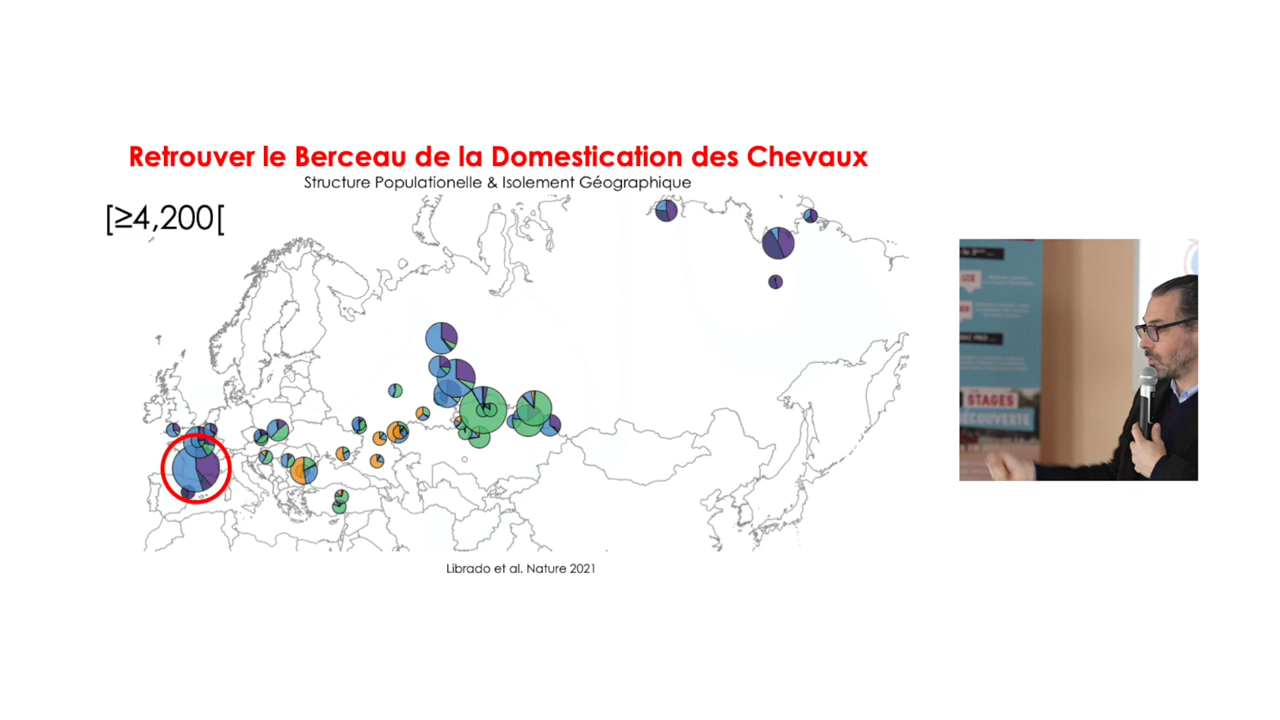 Retrouver le Berceau de la Domestication des Chevaux
Structure Populationelle & Isolement Géographique
[≥4,200[
STAGES
DÉCOUVERTE
Librado et al. Nature 2021